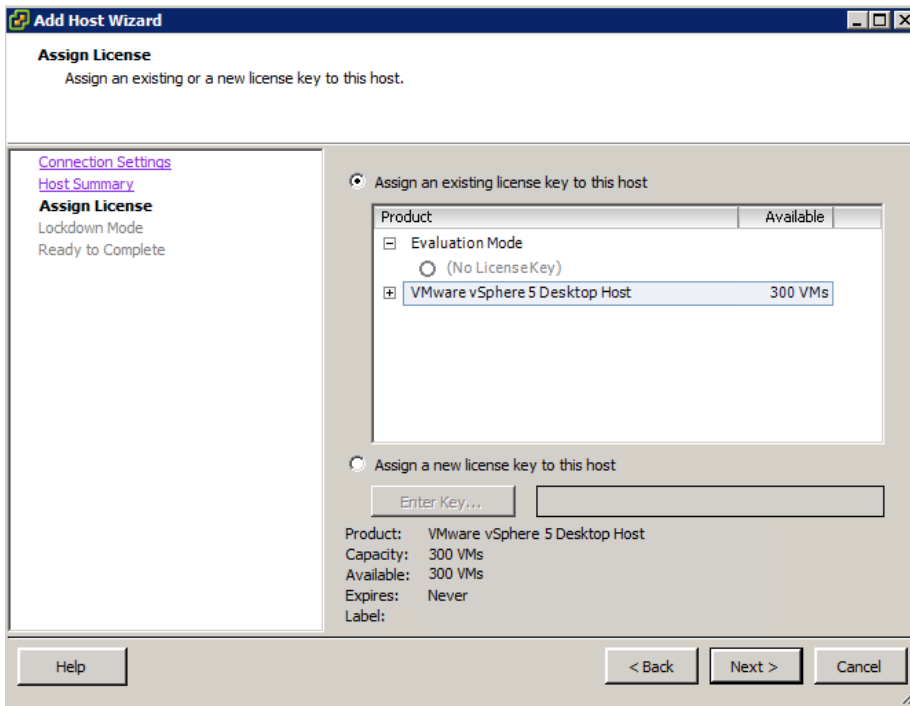 Add Host Wizard
Assign License
Assign an existing or a new license key to this host.
Connection Settings
Host Summary
Assign License
Lockdown Mode
Ready to Complete
Assign an existing license key to this host
Product Available
Evaluation Mode
(No License Key)
VMware vSphere 5 Desktop Host 300 VMs
Assign a new license key to this host
Enter Key...
Product: VMware vSphere 5 Desktop Host
Capacity: 300 VMs
Available: 300 VMs
Expires: Never
Label:
Help < Back Next > Cancel